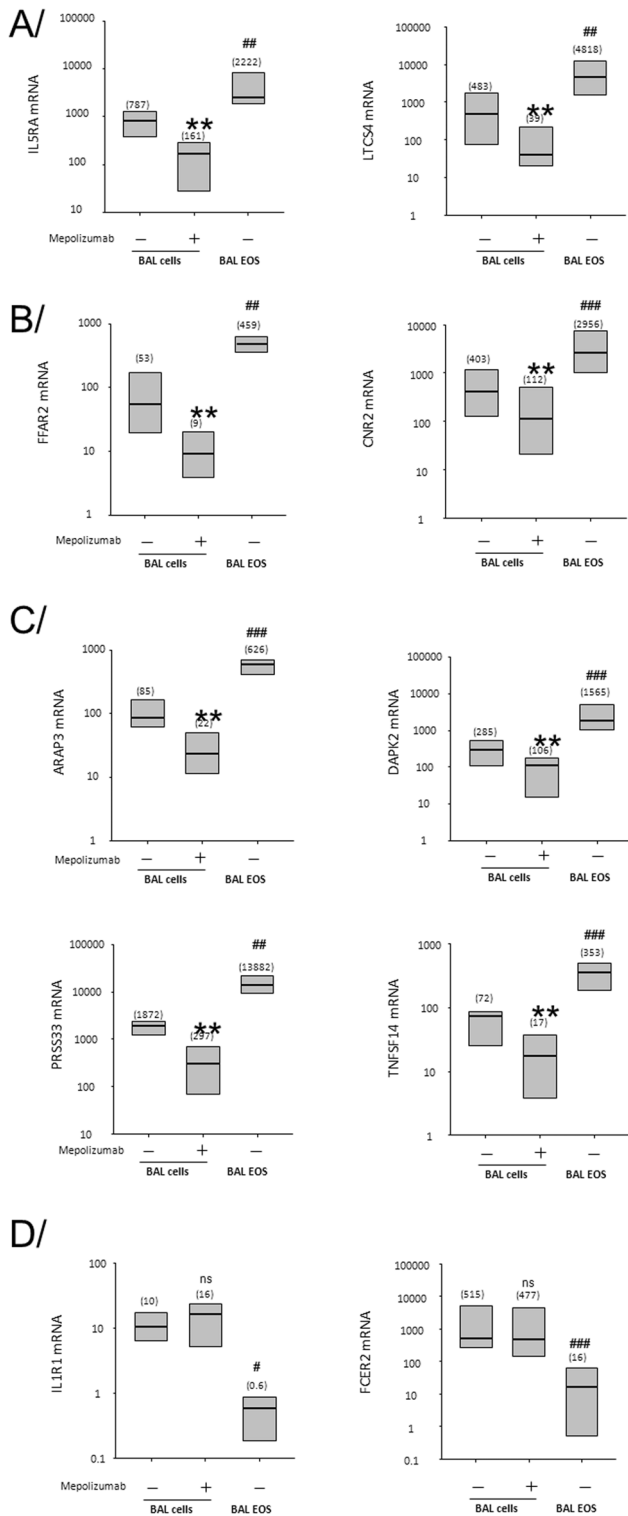 A/
IL5RA mRNA
100000
10000
1000
100
10
(787)
**
(161)
##
(2222)
Mepolizumab
— + —
BAL cells BAL EOS
LTCS4 mRNA
100000
10000
1000
100
10
1
(483)
**
(39)
##
(4818)
— + —
BAL cells BAL EOS
B/
FFAR2 mRNA
1000
100
10
1
(53)
**
(9)
##
(459)
Mepolizumab
— + —
BAL cells BAL EOS
CNR2 mRNA
10000
1000
100
10
1
(403)
**
(112)
###
(2956)
— + —
BAL cells BAL EOS
C/
ARAP3 mRNA
1000
100
10
1
(85)
**
(22)
###
(626)
Mepolizumab
— + —
BAL cells BAL EOS
DAPK2 mRNA
100000
10000
1000
100
10
1
(285)
**
(106)
###
(1565)
— + —
BAL cells BAL EOS
PRSS33 mRNA
100000
10000
1000
100
10
(1872)
**
(297)
##
(13882)
Mepolizumab
— + —
BAL cells BAL EOS
TNFSF14 mRNA
1000
100
10
1
(72)
**
(17)
###
(353)
— + —
BAL cells BAL EOS
D/
IL1R1 mRNA
100
10
1
0.1
(10)
ns
(16)
#
(0.6)
Mepolizumab
— + —
BAL cells BAL EOS
FCER2 mRNA
100000
10000
1000
100
10
1
0.1
(515)
ns
(477)
###
(16)
— + —
BAL cells BAL EOS